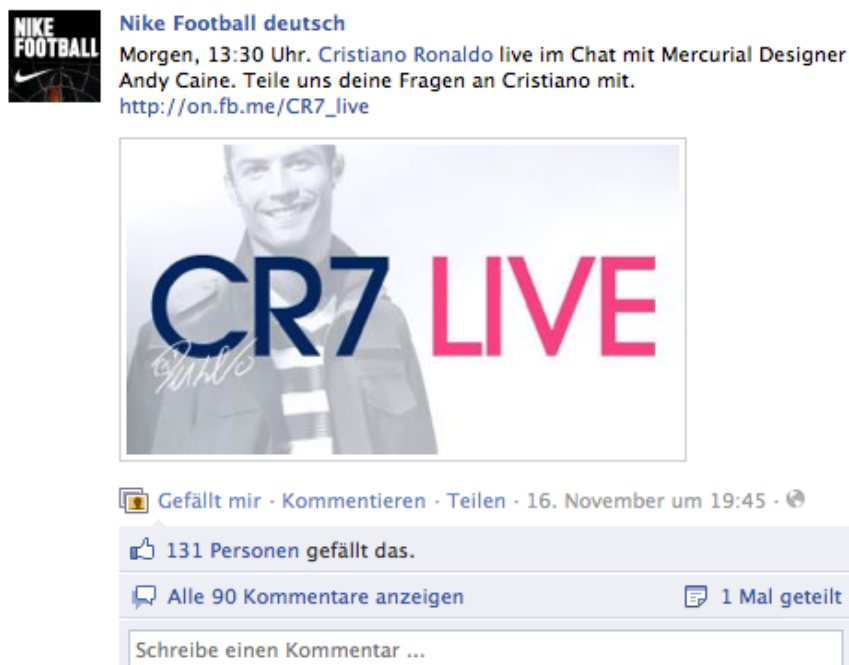 NIKE
FOOTBALL
Nike Football deutsch
Morgen, 13:30 Uhr. Cristiano Ronaldo live im Chat mit Mercurial Designer
Andy Caine. Teile uns deine Fragen an Cristiano mit.
http://on.fb.me/CR7_live
CR7 LIVE
Gefällt mir · Kommentieren · Teilen · 16. November um 19:45 ·
131 Personen gefällt das.
Alle 90 Kommentare anzeigen 1 Mal geteilt
Schreibe einen Kommentar ...